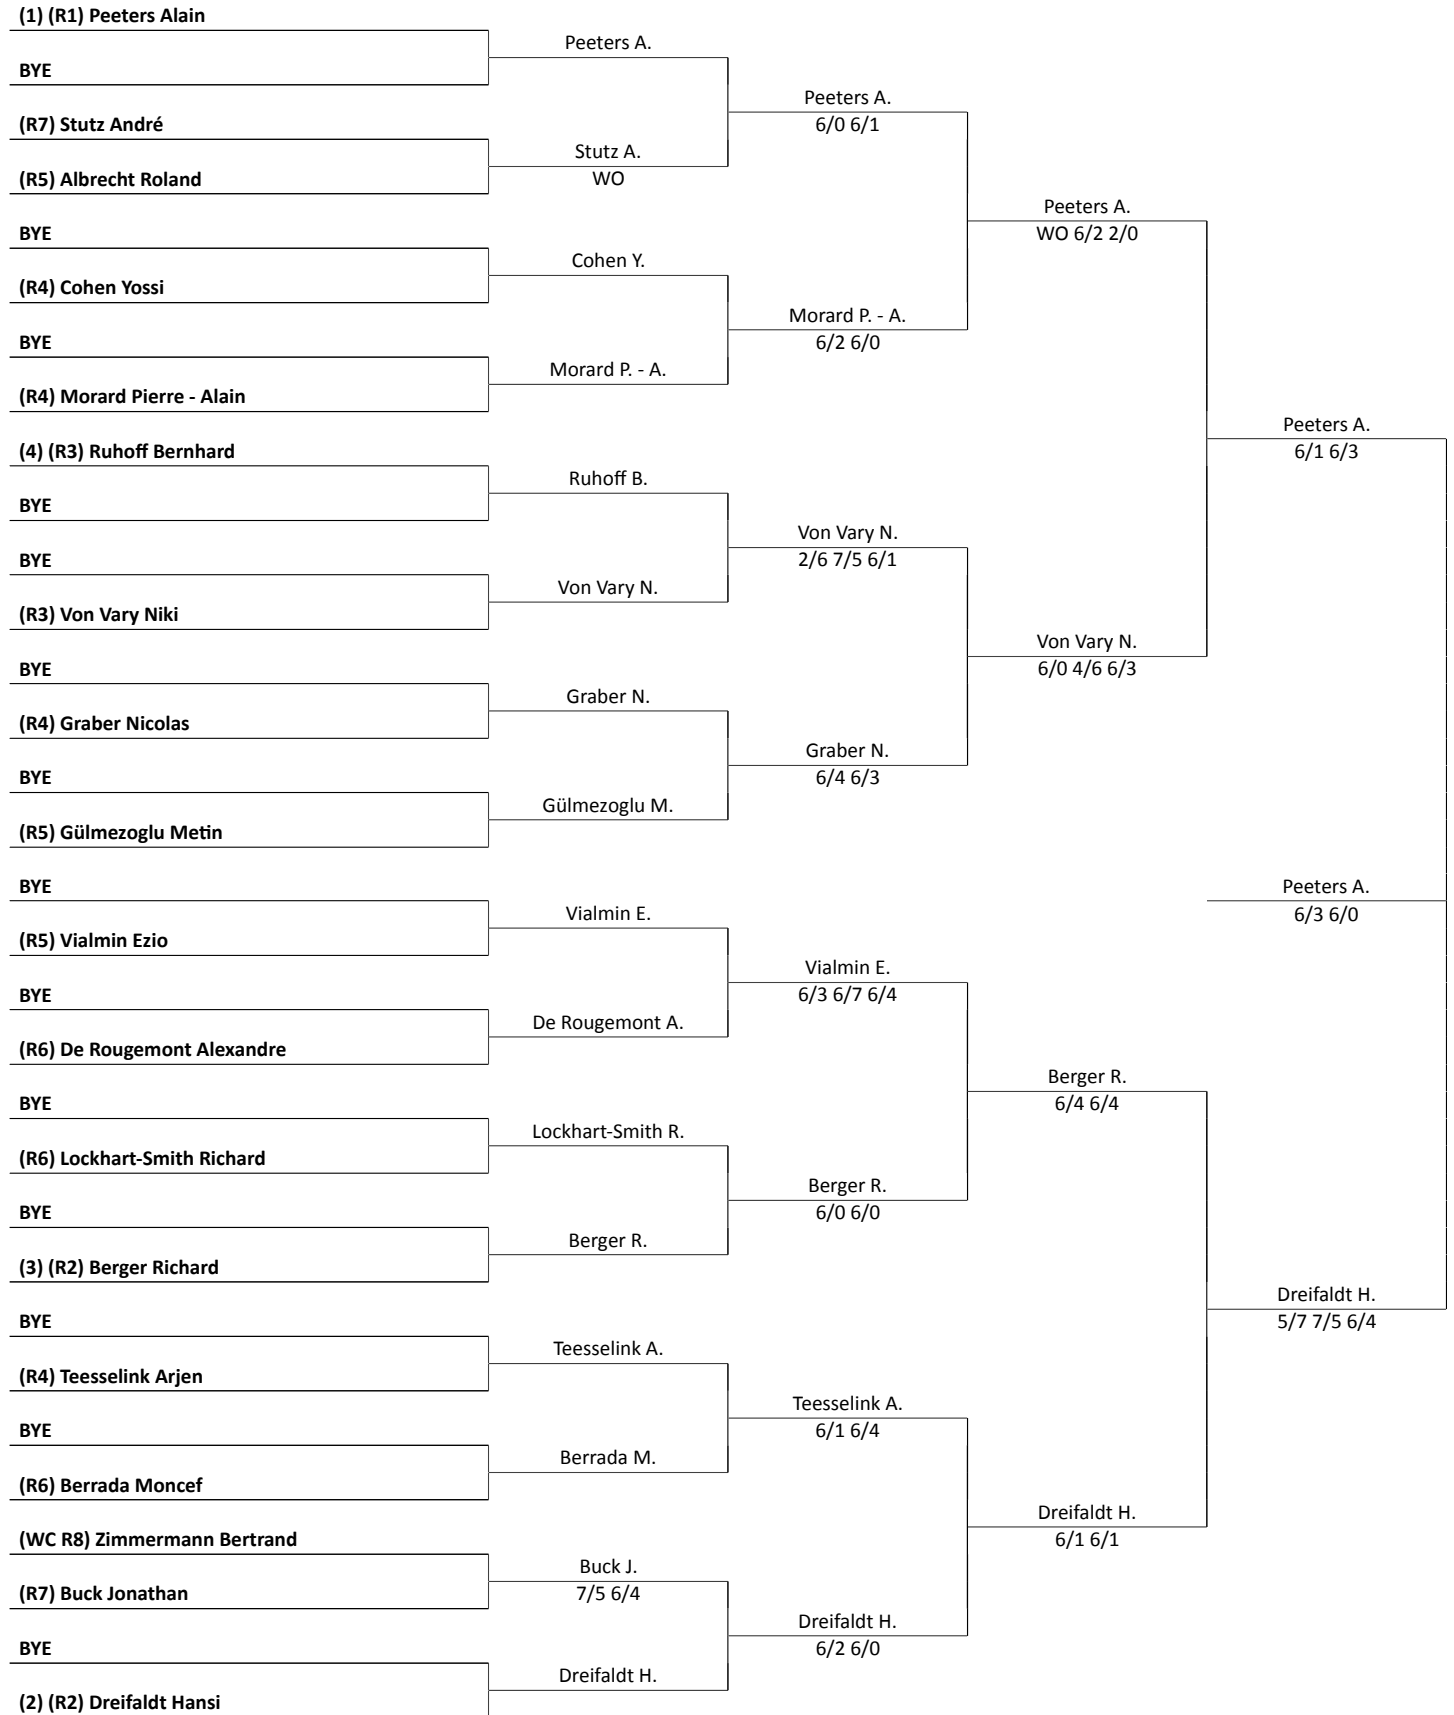 (1) (R1) Peeters Alain
BYE
(R7) Stutz André
(R5) Albrecht Roland
BYE
(R4) Cohen Yossi
BYE
(R4) Morard Pierre - Alain
(4) (R3) Ruhoff Bernhard
BYE
BYE
(R3) Von Vary Niki
BYE
(R4) Graber Nicolas
BYE
(R5) Gülmezoglu Metin
BYE
(R5) Vialmin Ezio
BYE
(R6) De Rougemont Alexandre
BYE
(R6) Lockhart-Smith Richard
BYE
(3) (R2) Berger Richard
BYE
(R4) Teesselink Arjen
BYE
(R6) Berrada Moncef
(WC R8) Zimmermann Bertrand
(R7) Buck Jonathan
BYE
(2) (R2) Dreifaldt Hansi
Peeters A.
Stutz A.
WO
Cohen Y.
Morard P. - A.
Ruhoff B.
Von Vary N.
Graber N.
Gülmezoglu M.
Vialmin E.
De Rougemont A.
Lockhart-Smith R.
Berger R.
Teesselink A.
Berrada M.
Buck J.
7/5 6/4
Dreifaldt H.
Peeters A.
6/0 6/1
Morard P. - A.
6/2 6/0
Von Vary N.
2/6 7/5 6/1
Graber N.
6/4 6/3
Vialmin E.
6/3 6/7 6/4
Berger R.
6/0 6/0
Teesselink A.
6/1 6/4
Dreifaldt H.
6/2 6/0
Peeters A.
WO 6/2 2/0
Von Vary N.
6/0 4/6 6/3
Berger R.
6/4 6/4
Dreifaldt H.
6/1 6/1
Peeters A.
6/1 6/3
Peeters A.
6/3 6/0
Dreifaldt H.
5/7 7/5 6/4